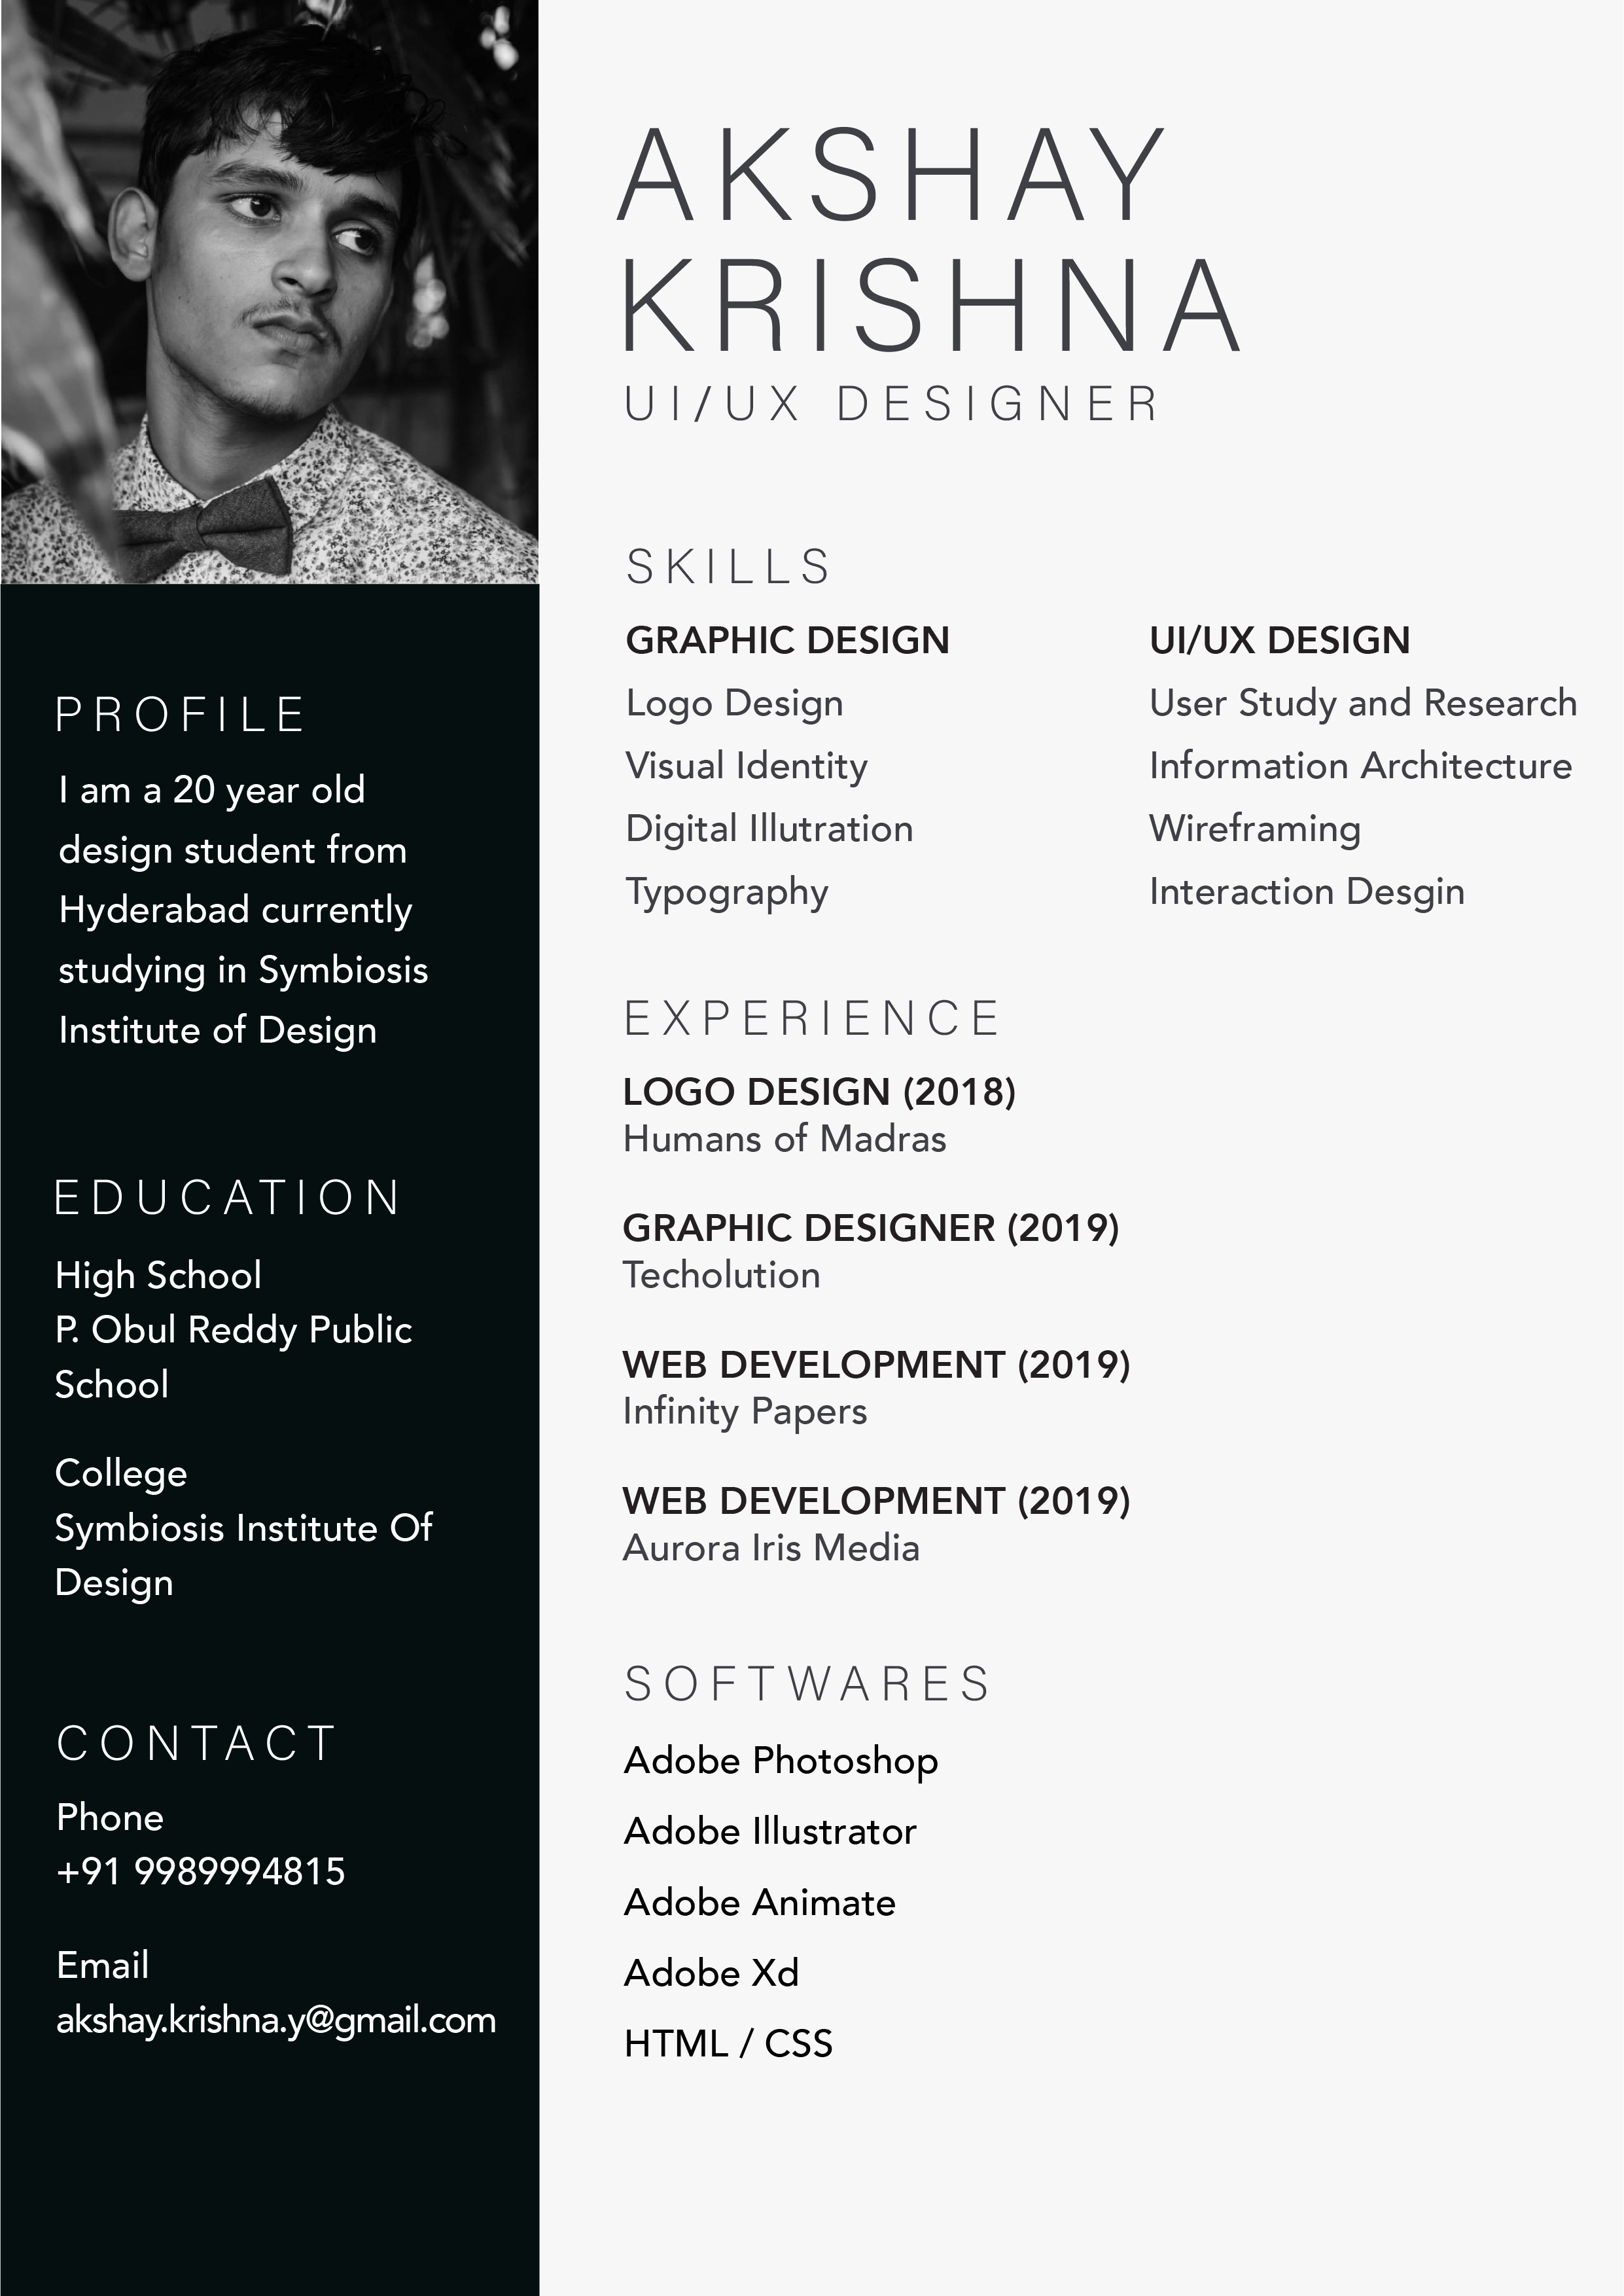 AKSHAY
KRISHNA
UI/UX DESIGNER
PROFILE
I am a 20 year old
design student from
Hyderabad currently
studying in Symbiosis
Institute of Design
EDUCATION
High School
P. Obul Reddy Public
School
College
Symbiosis Institute Of
Design
CONTACT
Phone
+91 9989994815
Email
akshay.krishna.y@gmail.com
SKILLS
GRAPHIC DESIGN
Logo Design
Visual Identity
Digital Illutration
Typography
UI/UX DESIGN
User Study and Research
Information Architecture
Wireframing
Interaction Desgin
EXPERIENCE
LOGO DESIGN (2018)
Humans of Madras
GRAPHIC DESIGNER (2019)
Techolution
WEB DEVELOPMENT (2019)
Infinity Papers
WEB DEVELOPMENT (2019)
Aurora Iris Media
SOFTWARES
Adobe Photoshop
Adobe Illustrator
Adobe Animate
Adobe Xd
HTML / CSS